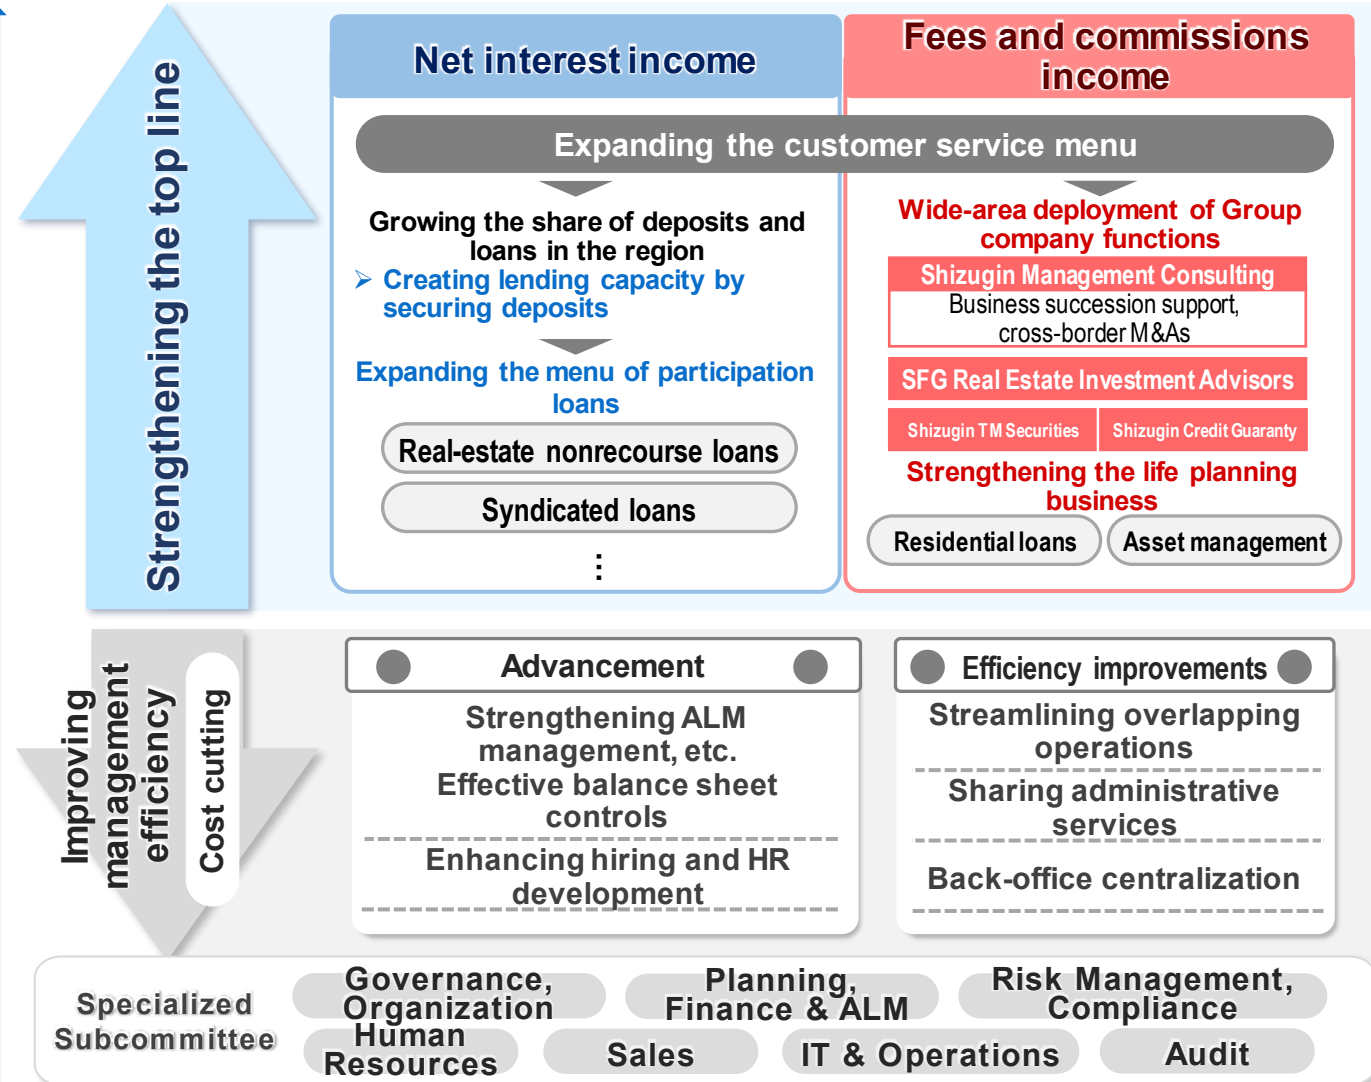 Strengthening the top line
Net interest income
Fees and commissions
income
Expanding the customer service menu
Growing the share of deposits and
loans in the region
➢ Creating lending capacity by
securing deposits
Expanding the menu of participation
loans
Real-estate nonrecourse loans
Syndicated loans
⋮
Wide-area deployment of Group
company functions
Shizugin Management Consulting
Business succession support,
cross-border M&As
SFG Real Estate Investment Advisors
Shizugin TM Securities
Shizugin Credit Guaranty
Strengthening the life planning
business
Residential loans
Asset management
Improving
management
efficiency
Cost cutting
Advancement
Strengthening ALM
management, etc.
Effective balance sheet
controls
Enhancing hiring and HR
development
Efficiency improvements
Streamlining overlapping
operations
Sharing administrative
services
Back-office centralization
Specialized
Subcommittee
Governance,
Organization
Planning,
Finance & ALM
Risk Management,
Compliance
Human
Resources
Sales
IT & Operations
Audit